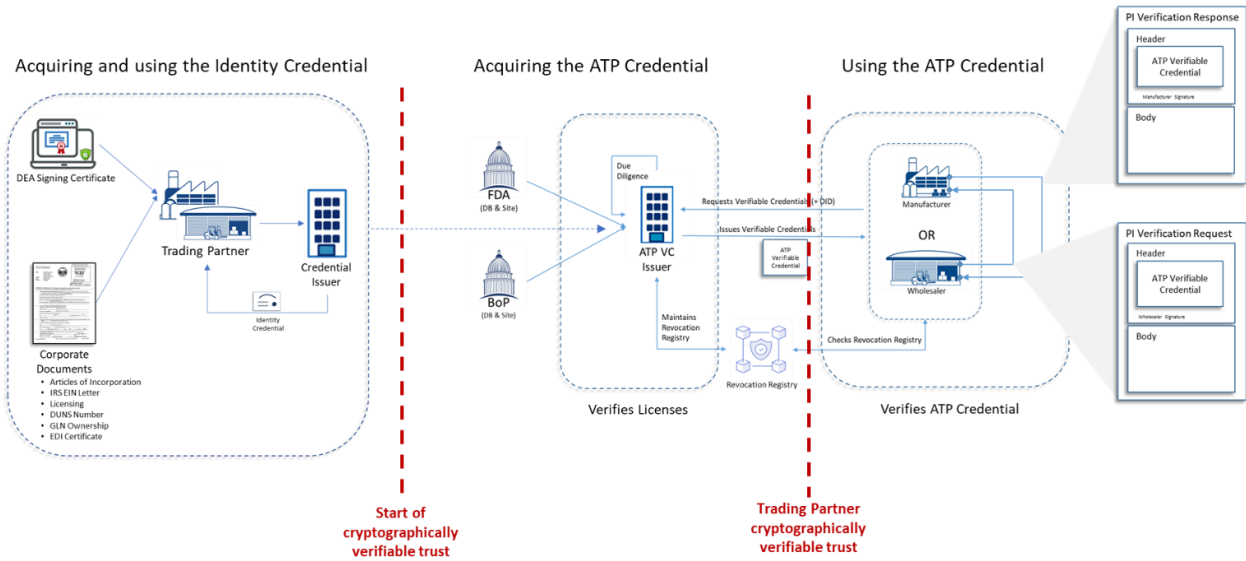 Acquiring and using the Identity Credential
DEA Signing Certificate
Trading Partner
Credential
Issuer
Identity
Credential
Corporate
Documents
• Articles of Incorporation
• IRS EIN Letter
• Licensing
• DUNS Number
• GLN Ownership
• EDI Certificate
Start of
cryptographically
verifiable trust
Acquiring the ATP Credential
FDA
(DB & Site)
BoP
(DB & Site)
Due
Diligence
ATP VC
Issuer
Maintains
Revocation
Registry
Verifies Licenses
Requests Verifiable Credentials (+ DID)
Issues Verifiable Credentials
ATP
Verifiable
Credential
Revocation Registry
Checks Revocation Registry
Trading Partner
cryptographically
verifiable trust
Using the ATP Credential
Manufacturer
OR
Wholesaler
Verifies ATP Credential
PI Verification Response
Header
ATP Verifiable
Credential
Manufacturer Signature
Body
PI Verification Request
Header
ATP Verifiable
Credential
Wholesaler Signature
Body